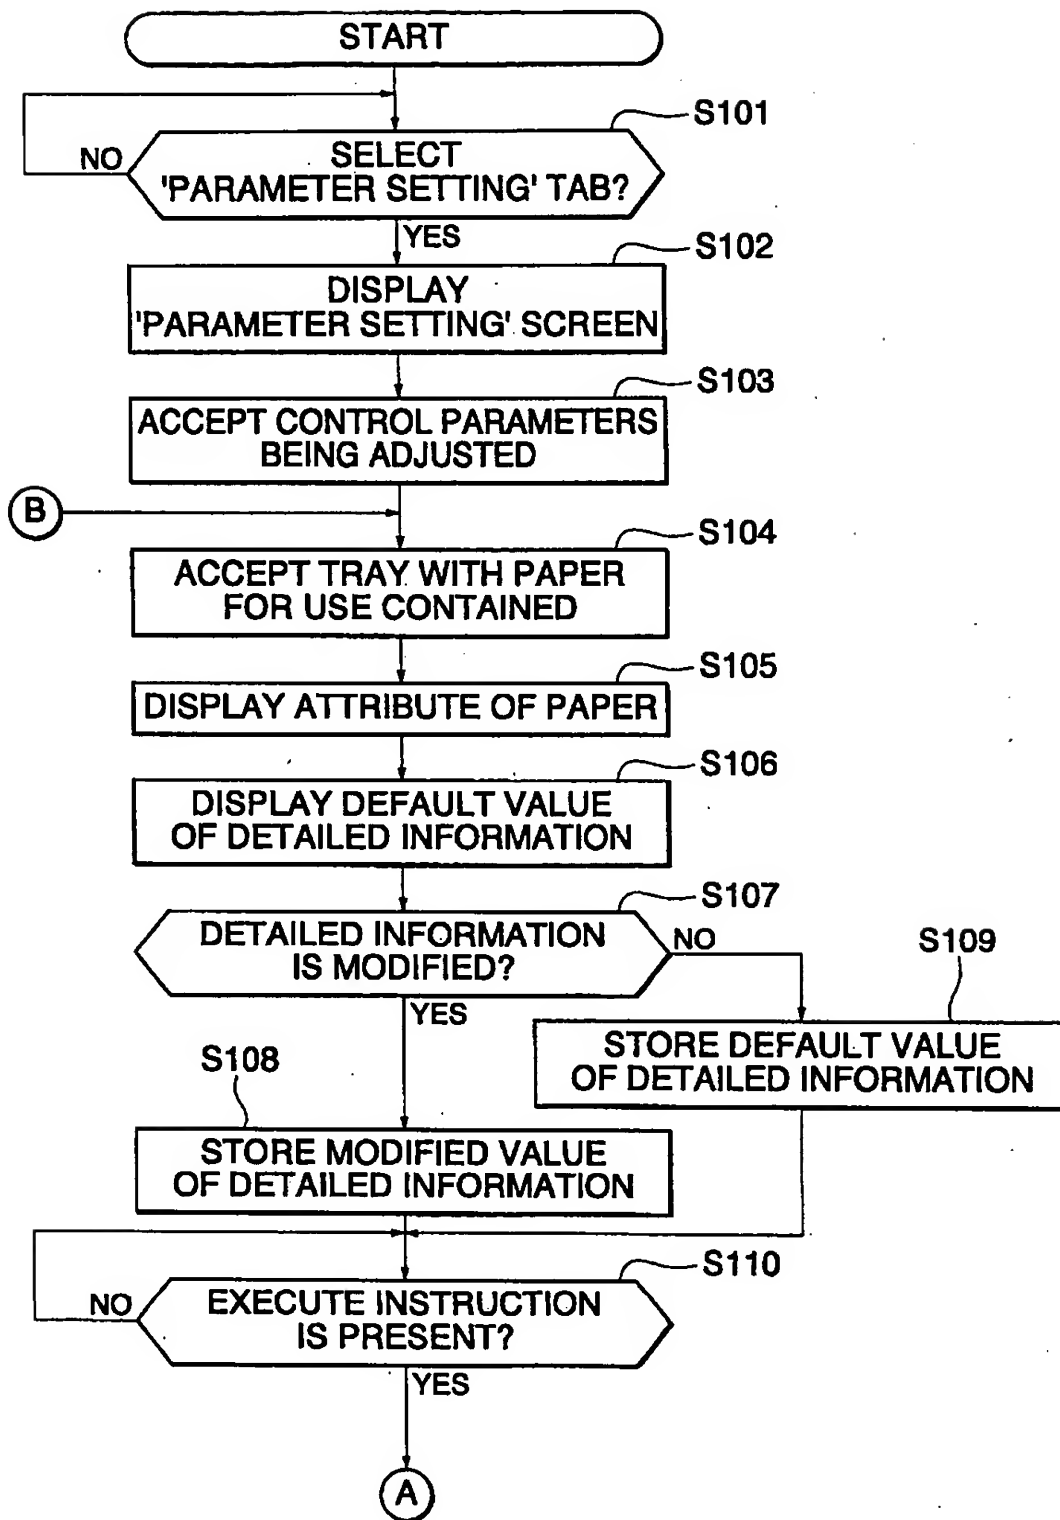 START
S101
NO
SELECT
'PARAMETER SETTING' TAB?
YES
S102
DISPLAY
'PARAMETER SETTING' SCREEN
S103
ACCEPT CONTROL PARAMETERS
BEING ADJUSTED
B
S104
ACCEPT TRAY WITH PAPER
FOR USE CONTAINED
S105
DISPLAY ATTRIBUTE OF PAPER
S106
DISPLAY DEFAULT VALUE
OF DETAILED INFORMATION
S107
DETAILED INFORMATION
IS MODIFIED?
NO
YES
S109
STORE DEFAULT VALUE
OF DETAILED INFORMATION
S108
STORE MODIFIED VALUE
OF DETAILED INFORMATION
S110
NO
EXECUTE INSTRUCTION
IS PRESENT?
YES
A